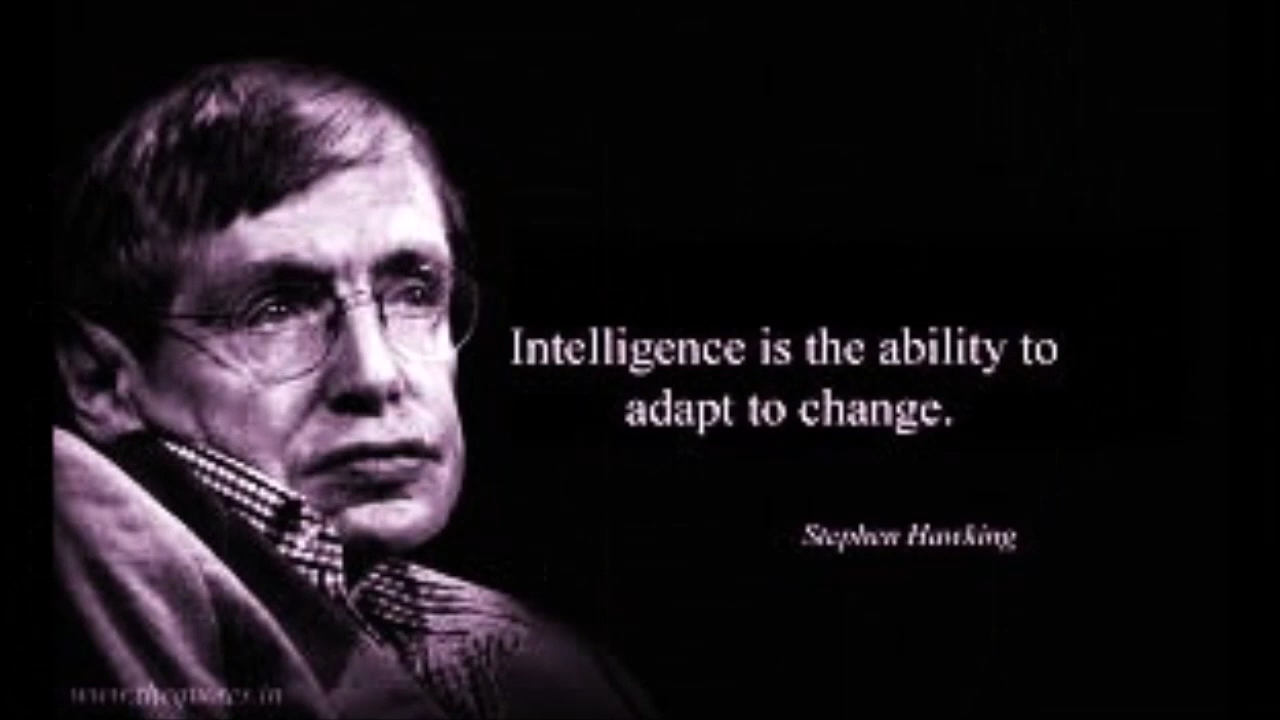 Intelligence is the ability to
adapt to change.
Stephen Hawking